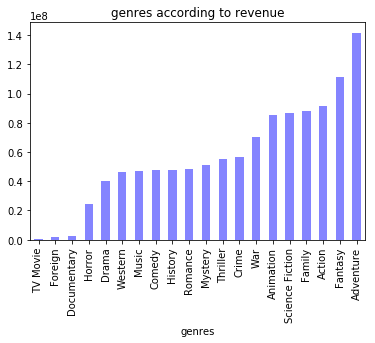 genres according to revenue
1e8
1.4
1.2
1.0
0.8
0.6
0.4
0.2
0.0
TV Movie
Foreign
Documentary
Horror
Drama
Western
Music
Comedy
History
Romance
Mystery
Thriller
Crime
War
Animation
Science Fiction
Family
Action
Fantasy
Adventure
genres